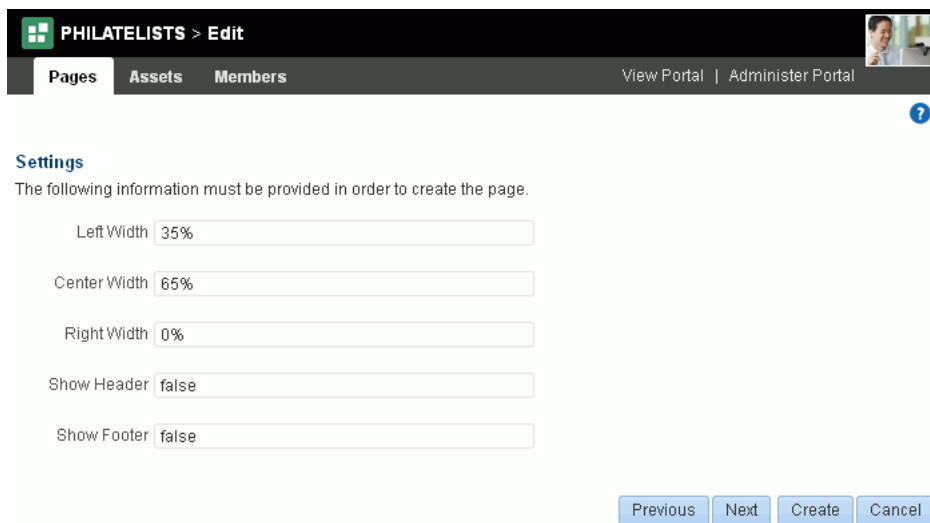 PHILATELISTS > Edit
Pages Assets Members View Portal | Administer Portal
?
Settings
The following information must be provided in order to create the page.
Left Width 35%
Center Width 65%
Right Width 0%
Show Header false
Show Footer false
Previous Next Create Cancel